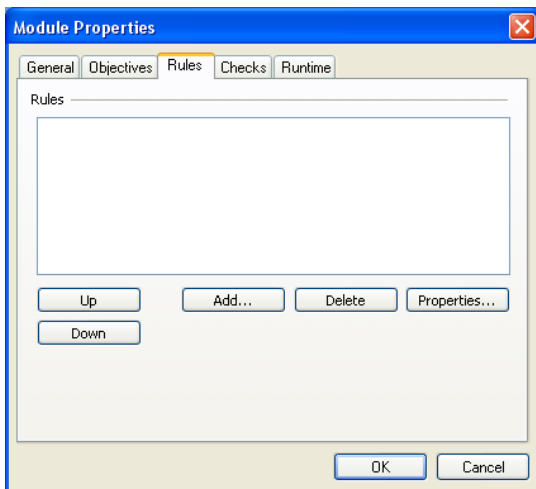 Module Properties
General Objectives Rules Checks Runtime
Rules
Up Add... Delete Properties...
Down
OK Cancel